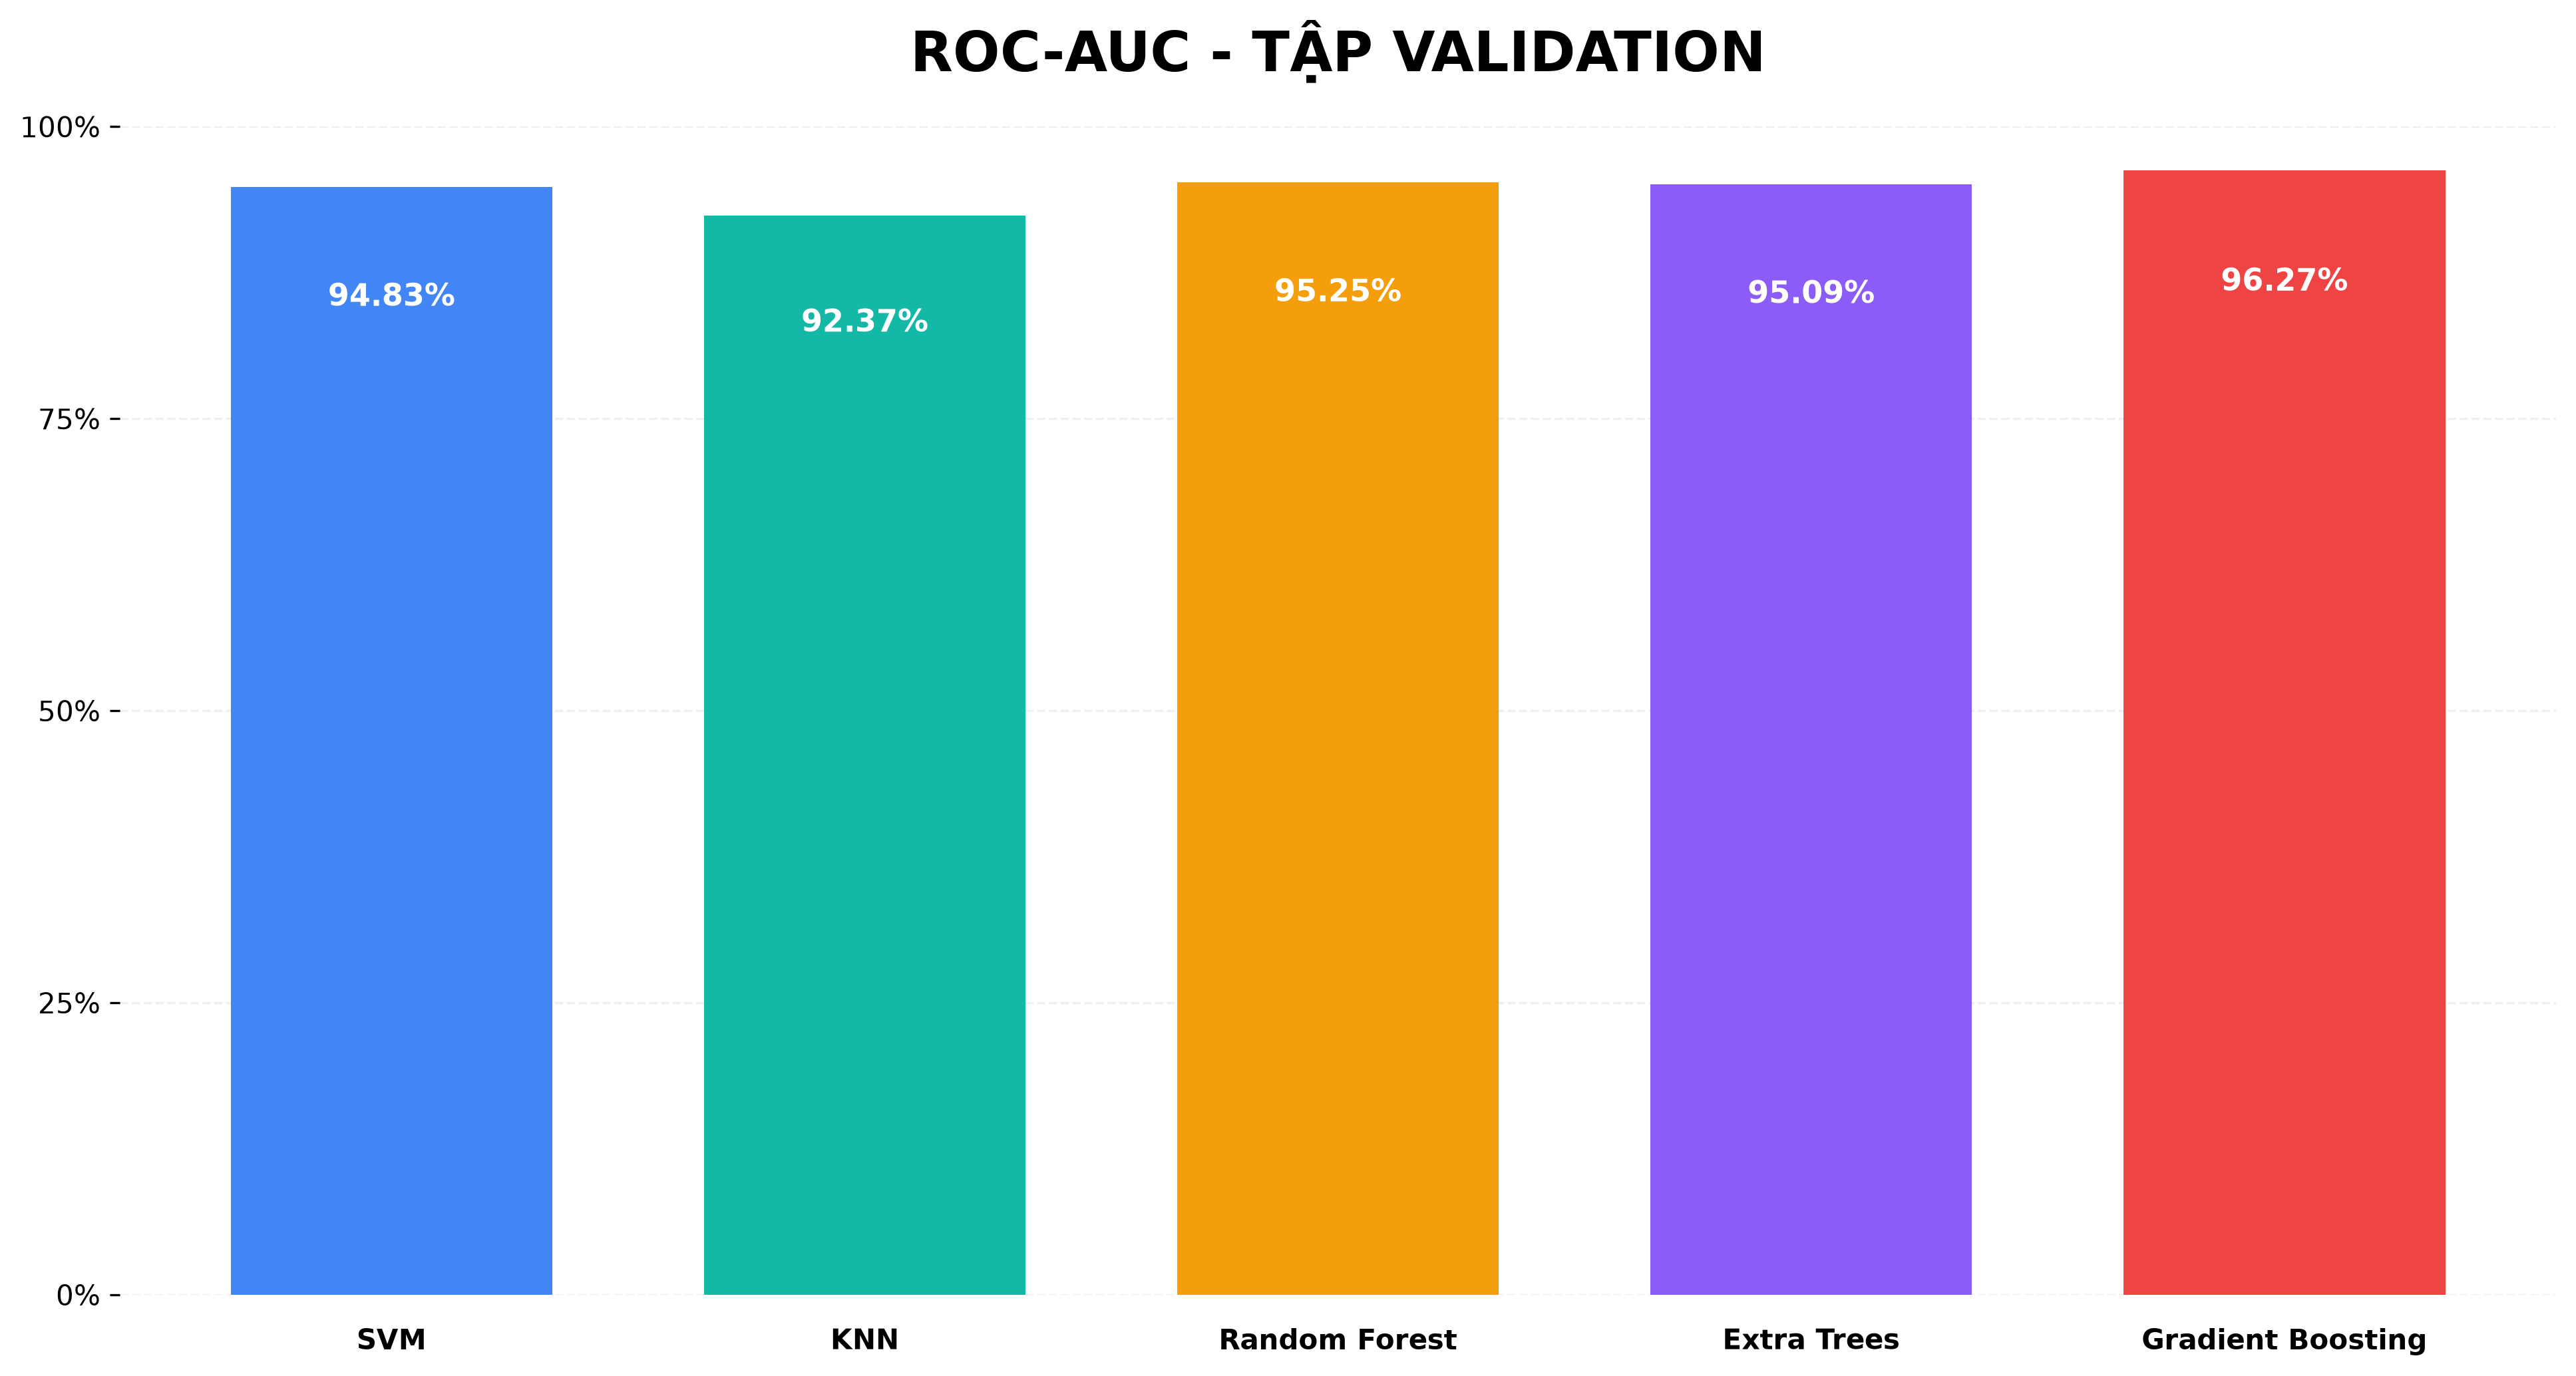 ROC-AUC - TẬP VALIDATION
100%
75%
50%
25%
0%
94.83%
92.37%
95.25%
95.09%
96.27%
SVM
KNN
Random Forest
Extra Trees
Gradient Boosting